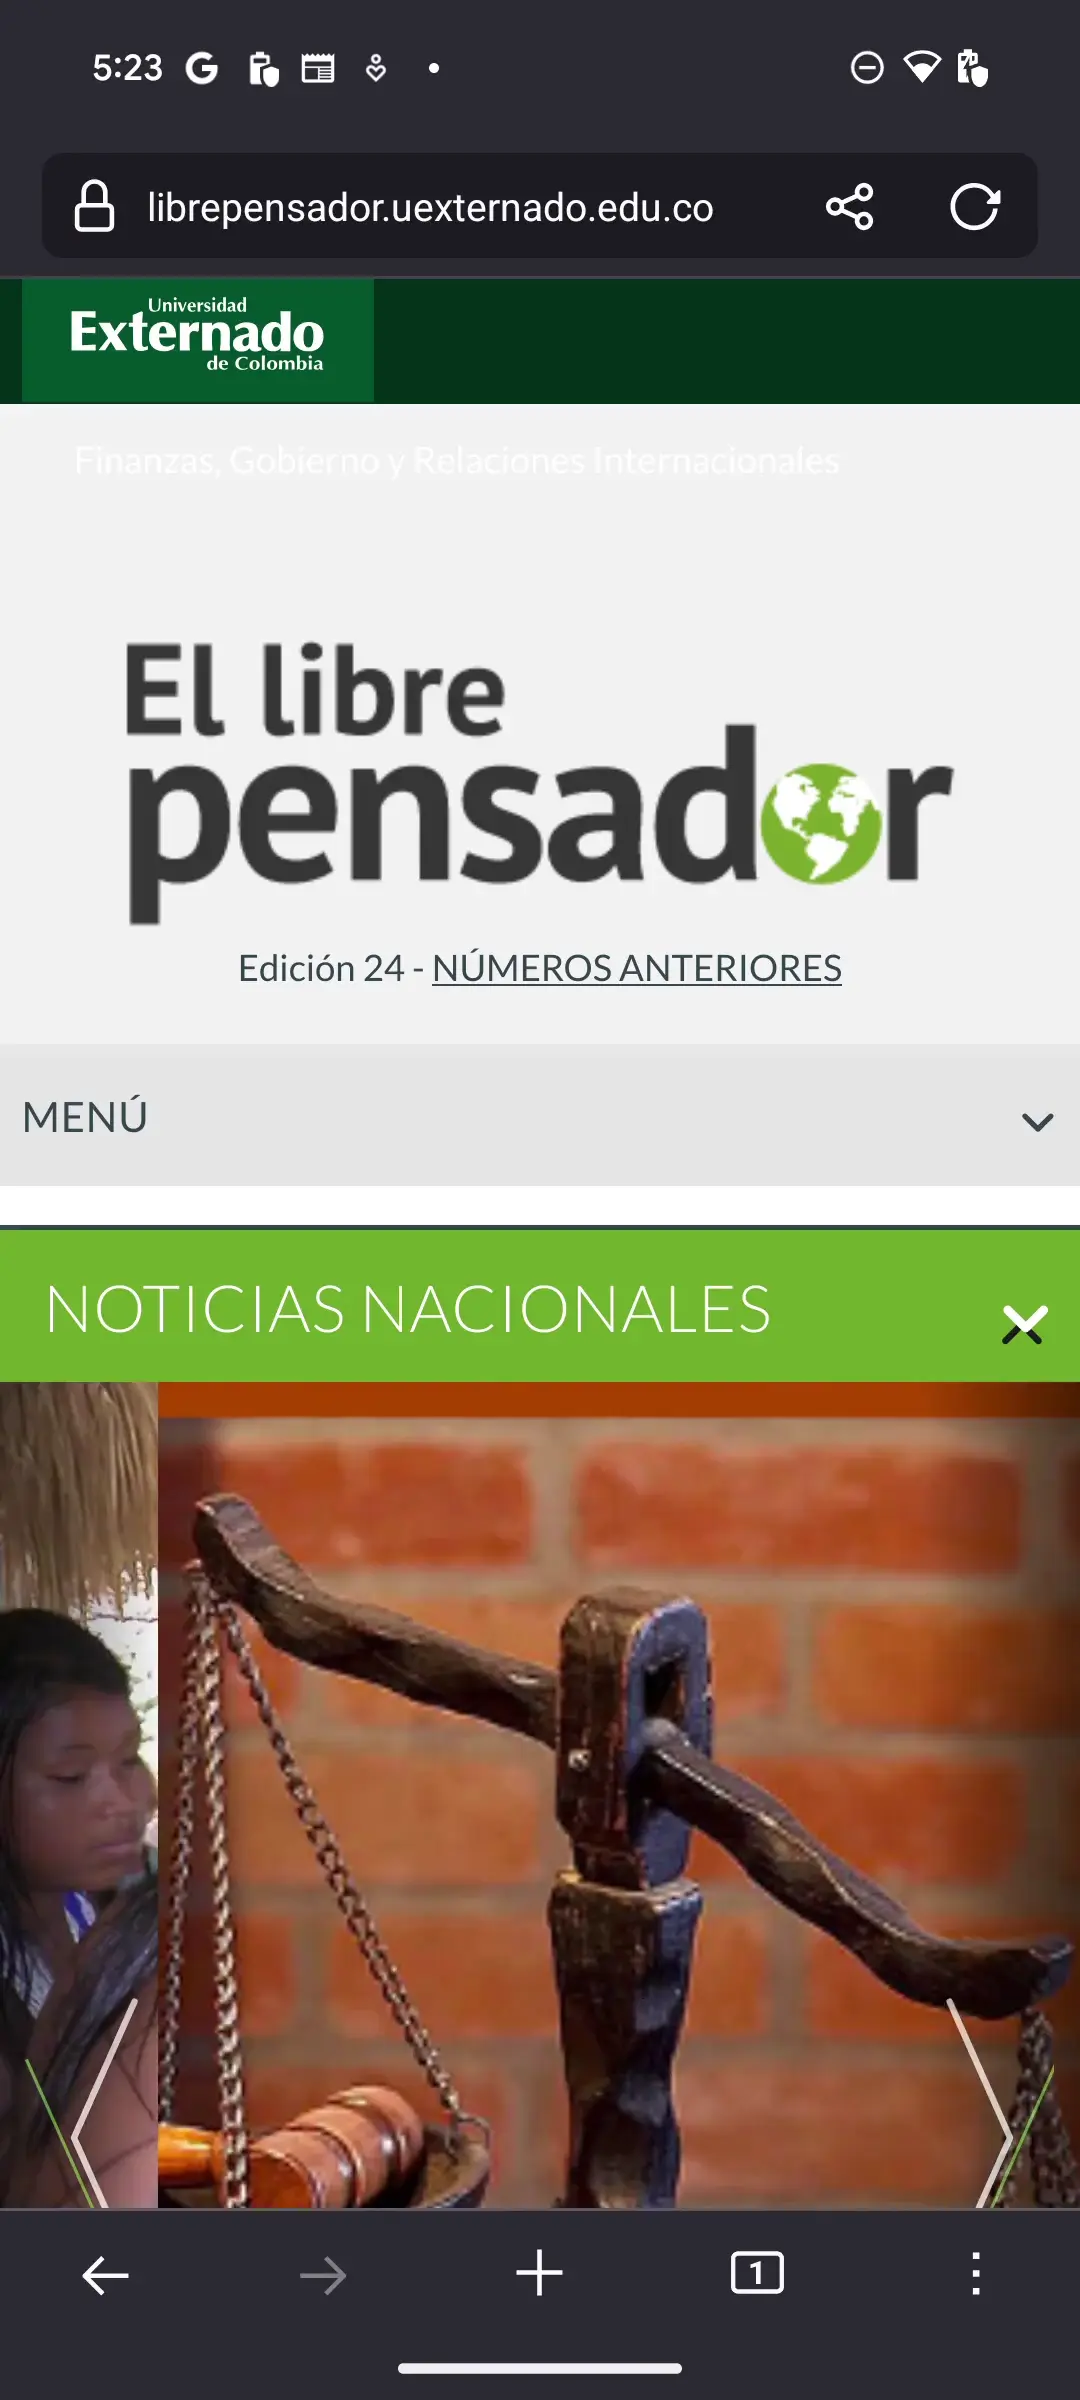 5:23
librepensador.uexternado.edu.co
Universidad
Externado
de Colombia
Finanzas, Gobierno y Relaciones Internacionales
El libre
pensador
Edición 24 - NÚMEROS ANTERIORES
MENÚ
NOTICIAS NACIONALES
1